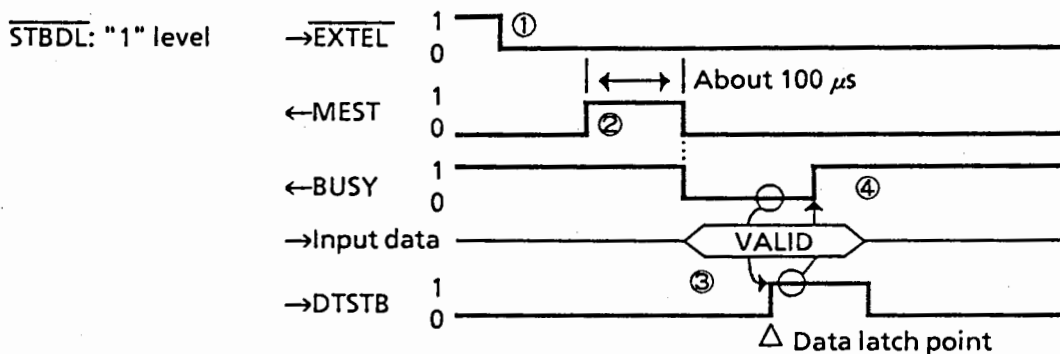 STBDL: "1" level →EXTEL 1 0 ①
About 100 μs
←MEST 1 0 ②
←BUSY 1 0 ④
→Input data VALID
③
→DTSTB 1 0
△ Data latch point